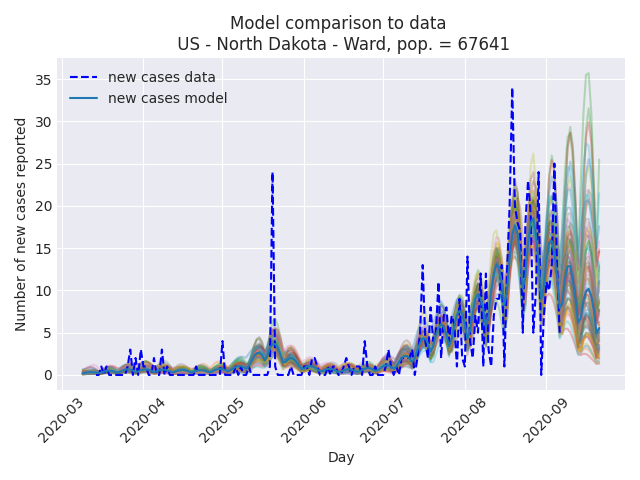 Model comparison to data
US - North Dakota - Ward, pop. = 67641
new cases data
new cases model
Number of new cases reported
35
30
25
20
15
10
5
0
2020-03
2020-04
2020-05
2020-06
2020-07
2020-08
2020-09
Day